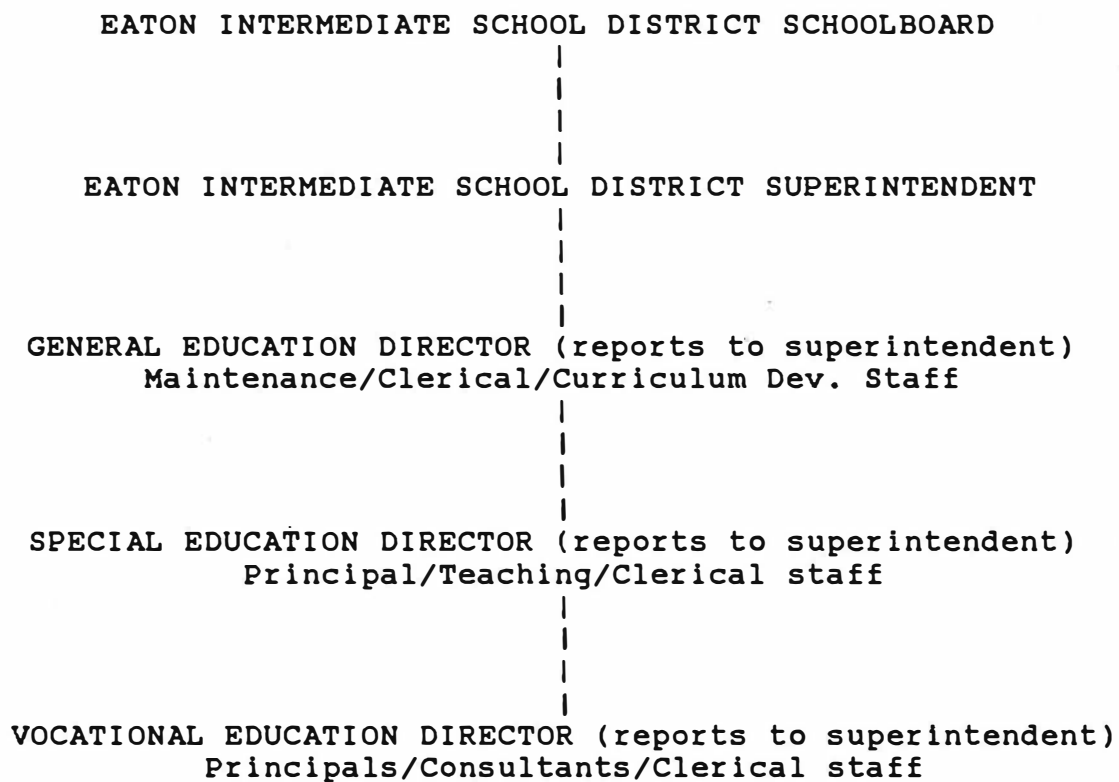 EATON INTERMEDIATE SCHOOL DISTRICT SCHOOLBOARD
EATON INTERMEDIATE SCHOOL DISTRICT SUPERINTENDENT
GENERAL EDUCATION DIRECTOR (reports to superintendent)
Maintenance/Clerical/Curriculum Dev. Staff
SPECIAL EDUCATION DIRECTOR (reports to superintendent)
Principal/Teaching/Clerical staff
VOCATIONAL EDUCATION DIRECTOR (reports to superintendent)
Principals/Consultants/Clerical staff